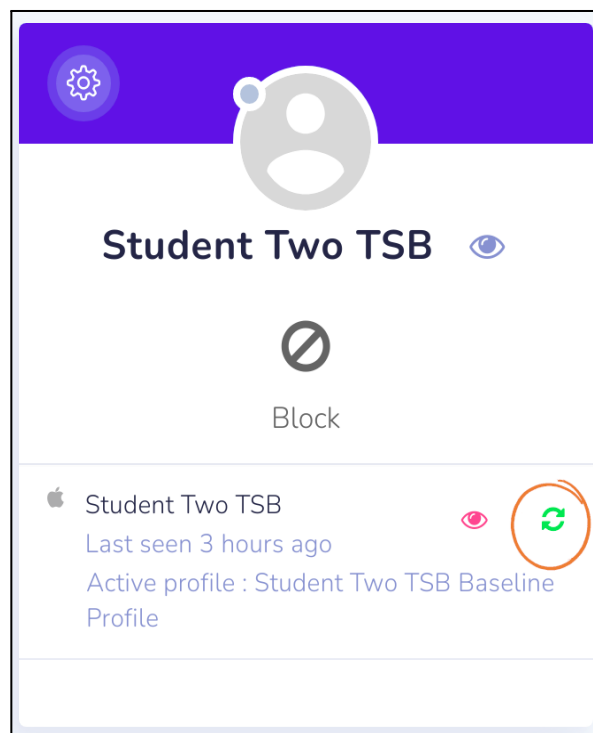 Student Two TSB
Block
Student Two TSB
Last seen 3 hours ago
Active profile : Student Two TSB Baseline
Profile